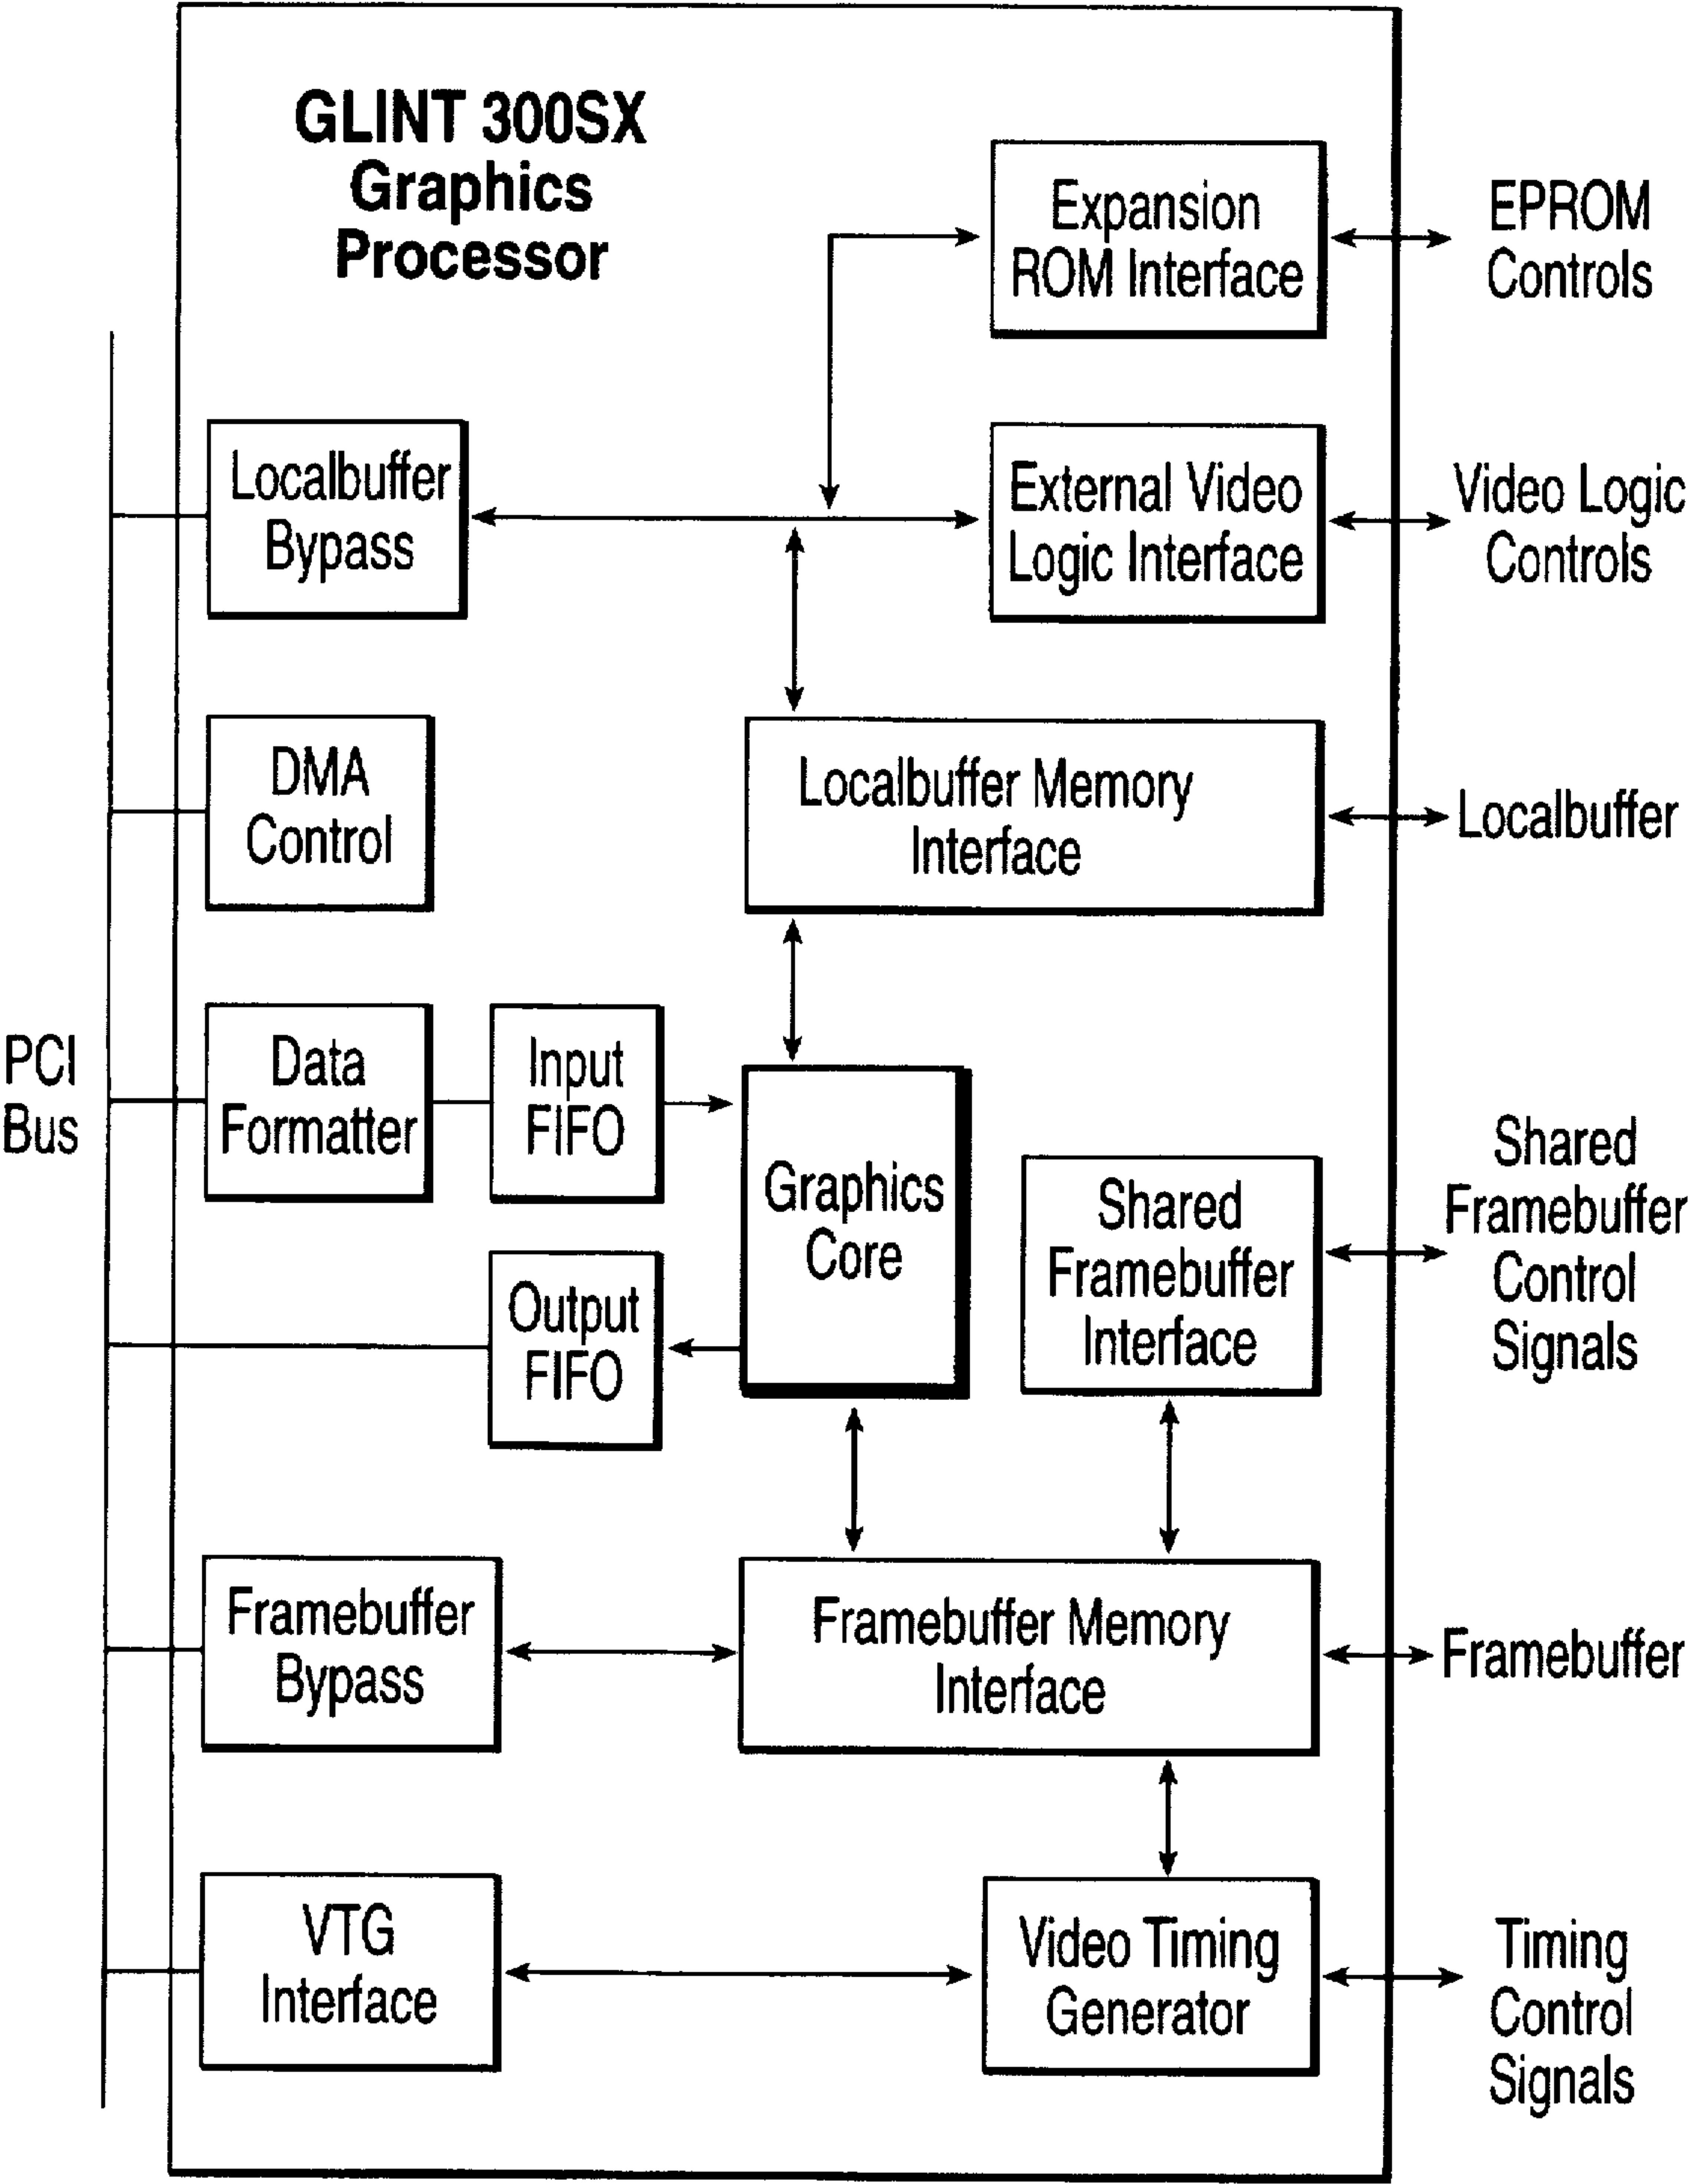 GLINT 300SX
Graphics
Processor
Expansion
ROM Interface
EPROM
Controls
Localbuffer
Bypass
External Video
Logic Interface
Video Logic
Controls
DMA
Control
Localbuffer Memory
Interface
Localbuffer
PCI
Bus
Data
Formatter
Input
FIFO
Graphics
Core
Shared
Framebuffer
Interface
Shared
Framebuffer
Control
Signals
Output
FIFO
Framebuffer
Bypass
Framebuffer Memory
Interface
Framebuffer
VTG
Interface
Video Timing
Generator
Timing
Control
Signals